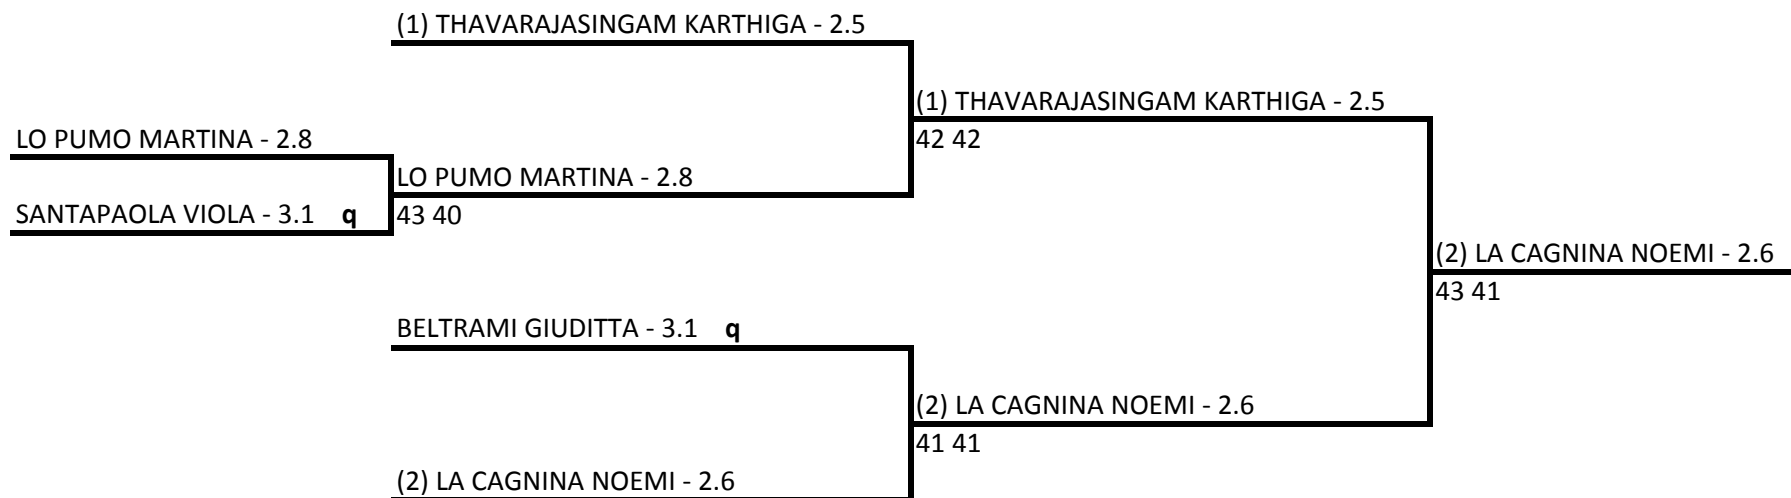 (1) THAVARAJASINGAM KARTHIGA - 2.5
(1) THAVARAJASINGAM KARTHIGA - 2.5
LO PUMO MARTINA - 2.8
42 42
LO PUMO MARTINA - 2.8
SANTAPAOLA VIOLA - 3.1 q
43 40
(2) LA CAGNINA NOEMI - 2.6
43 41
BELTRAMI GIUDITTA - 3.1 q
(2) LA CAGNINA NOEMI - 2.6
41 41
(2) LA CAGNINA NOEMI - 2.6